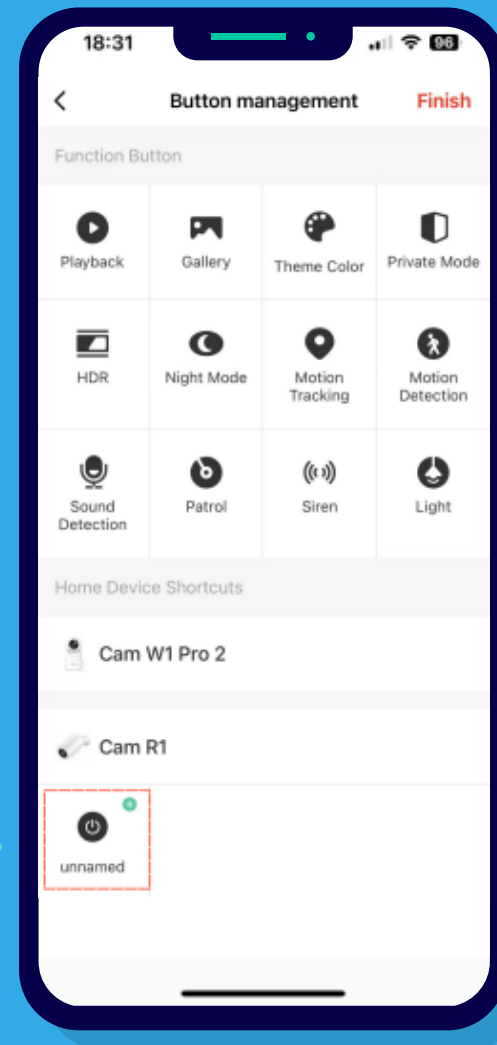 18:31 96
Button management Finish
Function Button
Playback Gallery Theme Color Private Mode
HDR Night Mode Motion Motion
Tracking Detection
Sound Patrol Siren Light
Detection
Home Device Shortcuts
Cam W1 Pro 2
Cam R1
unnamed